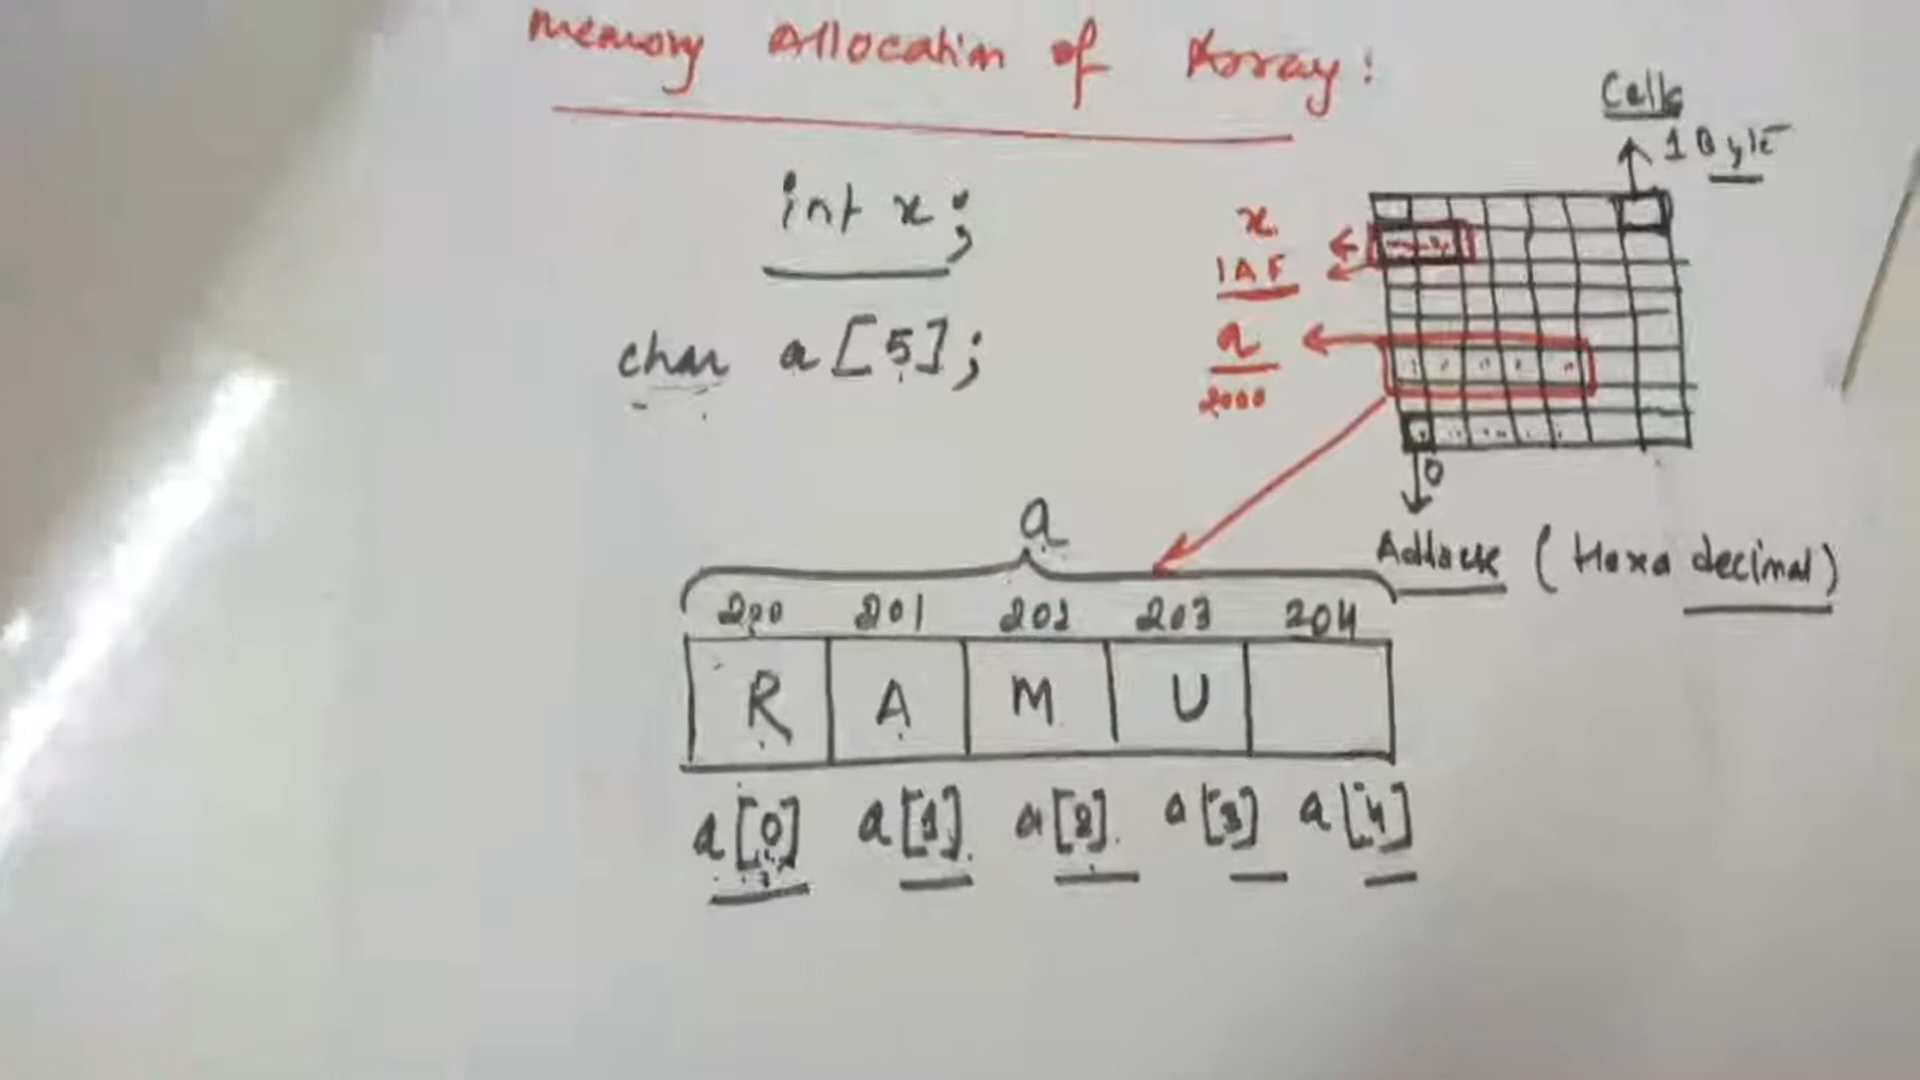 Memory Allocation of Array:
Cells
1 Byte
int x;
x
1AF
char a[5];
a
2000
0
Address (Hexa decimal)
a
200 201 202 203 204
R A M U
a[0] a[1] a[2] a[3] a[4]